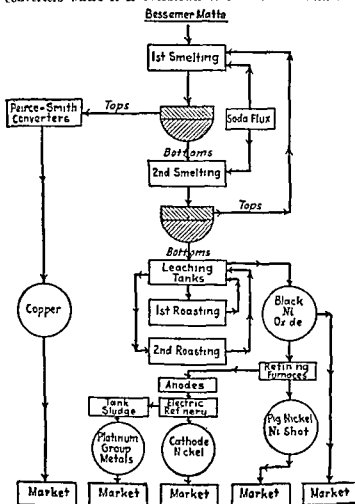 Bessemer Matte
1st Smelting
Peirce-Smith
Converters
Tops
Soda Flux
Bottoms
2nd Smelting
Tops
Bottoms
Leaching
Tanks
Copper
1st Roasting
Black
Ni
Ox de
2nd Roasting
Refining
Furnaces
Anodes
Tank
Sludge
Electric
Refinery
Pig Nickel
Ni Shot
Platinum
Group
Metals
Cathode
Nickel
Market
Market
Market
Market
Market